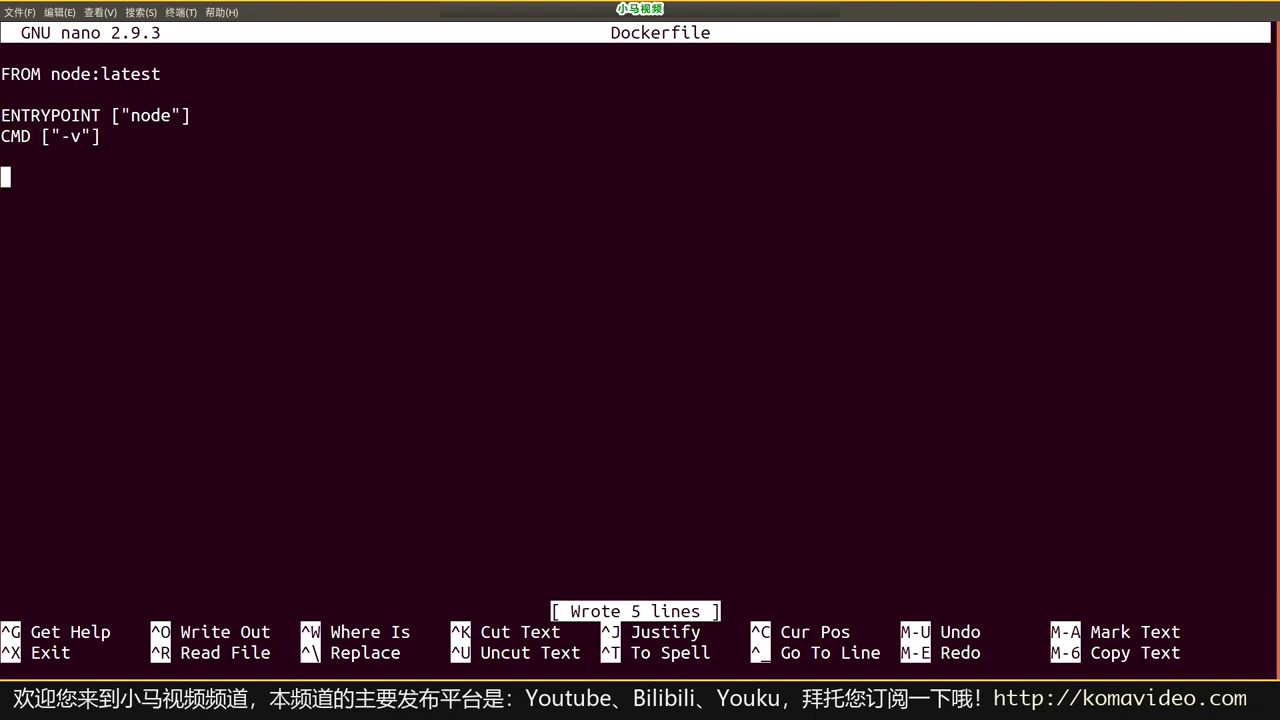 小马视频
文件(F) 编辑(E) 查看(V) 搜索(S) 终端(T) 帮助(H)
GNU nano 2.9.3 Dockerfile
FROM node:latest
ENTRYPOINT ["node"]
CMD ["-v"]
[ Wrote 5 lines ]
^G Get Help ^O Write Out ^W Where Is ^K Cut Text ^J Justify ^C Cur Pos M-U Undo M-A Mark Text
^X Exit ^R Read File ^\ Replace ^U Uncut Text ^T To Spell ^_ Go To Line M-E Redo M-6 Copy Text
欢迎您来到小马视频频道，本频道的主要发布平台是：Youtube、Bilibili、Youku，拜托您订阅一下哦！http://komavideo.com